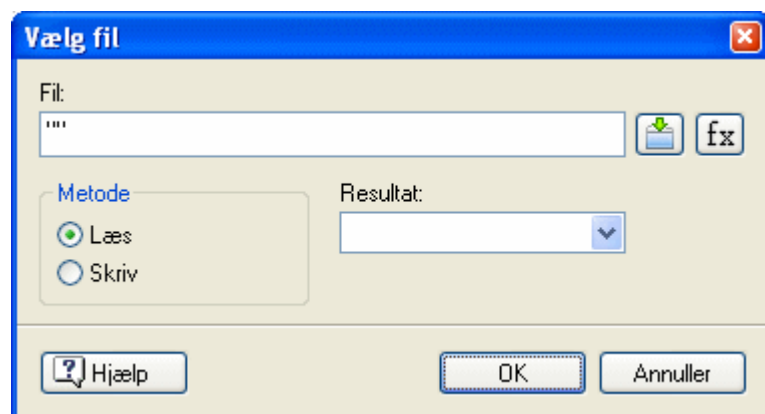 Vælg fil
Fil:
""
fx
Metode
Resultat:
Læs
Skriv
Hjælp
OK
Annuller